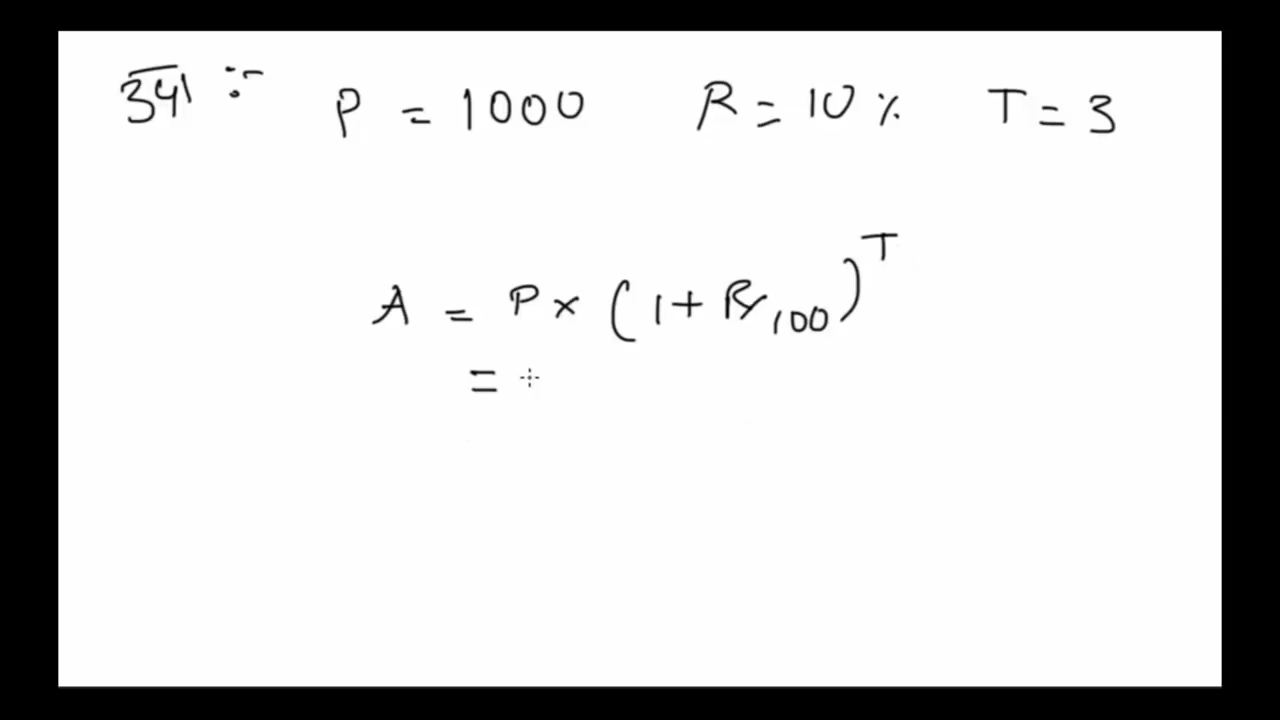 341 :- P = 1000 R = 10 % T = 3
A = P × (1 + R/100)^T
=